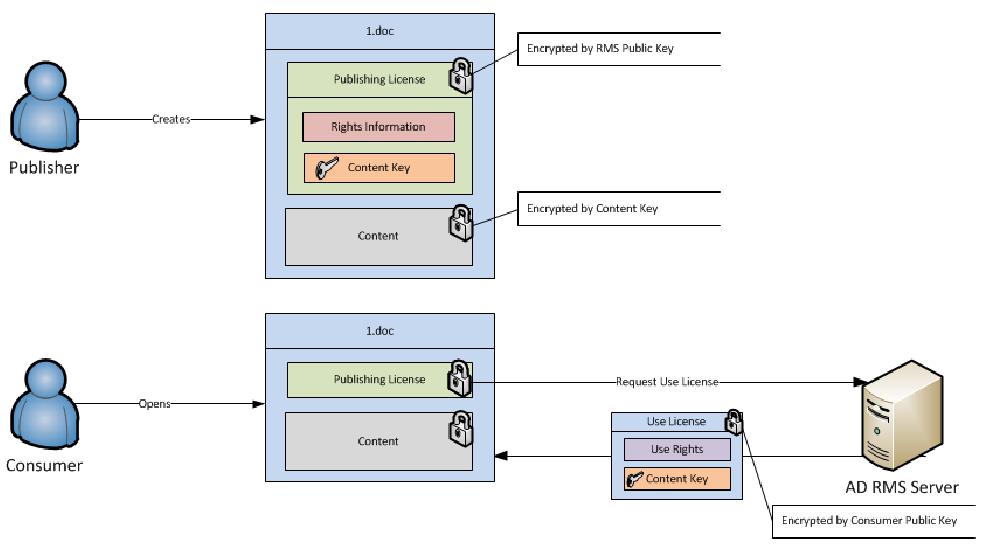 1.doc
Encrypted by RMS Public Key
Publishing License
Creates
Rights Information
Publisher
Content Key
Encrypted by Content Key
Content
1.doc
Publishing License
Request Use License
Opens
Use License
Content
Use Rights
Consumer
Content Key
AD RMS Server
Encrypted by Consumer Public Key